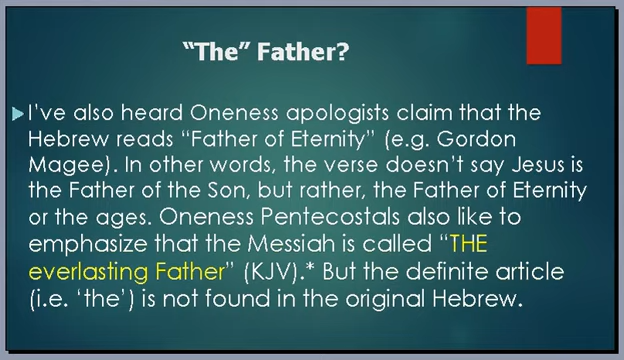 “The” Father?
I’ve also heard Oneness apologists claim that the
Hebrew reads “Father of Eternity” (e.g. Gordon
Magee). In other words, the verse doesn’t say Jesus is
the Father of the Son, but rather, the Father of Eternity
or the ages. Oneness Pentecostals also like to
emphasize that the Messiah is called “THE
everlasting Father” (KJV).* But the definite article
(i.e. ‘the’) is not found in the original Hebrew.